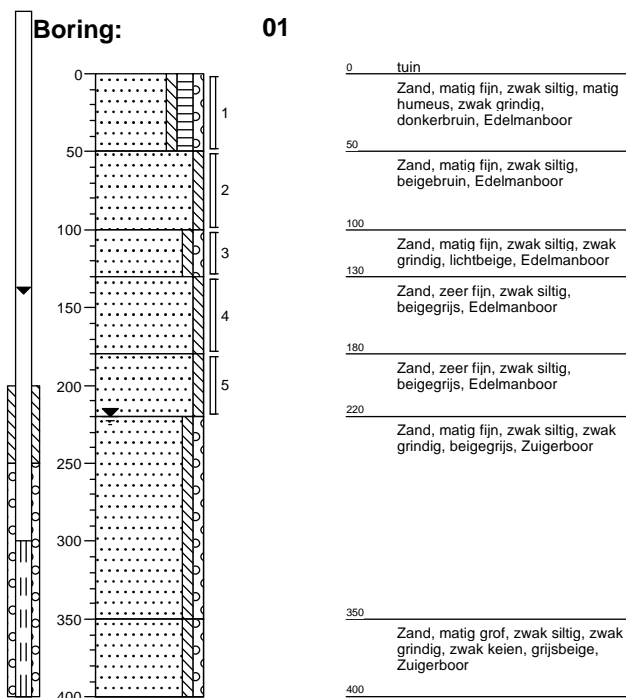 Boring: 01
0
50
100
150
200
250
300
350
400
1
2
3
4
5
0 tuin
Zand, matig fijn, zwak siltig, matig
humeus, zwak grindig,
donkerbruin, Edelmanboor
50
Zand, matig fijn, zwak siltig,
beigebruin, Edelmanboor
100
Zand, matig fijn, zwak siltig, zwak
grindig, lichtbeige, Edelmanboor
130
Zand, zeer fijn, zwak siltig,
beigegrijs, Edelmanboor
180
Zand, zeer fijn, zwak siltig,
beigegrijs, Edelmanboor
220
Zand, matig fijn, zwak siltig, zwak
grindig, beigegrijs, Zuigerboor
350
Zand, matig grof, zwak siltig, zwak
grindig, zwak keien, grijsbeige,
Zuigerboor
400